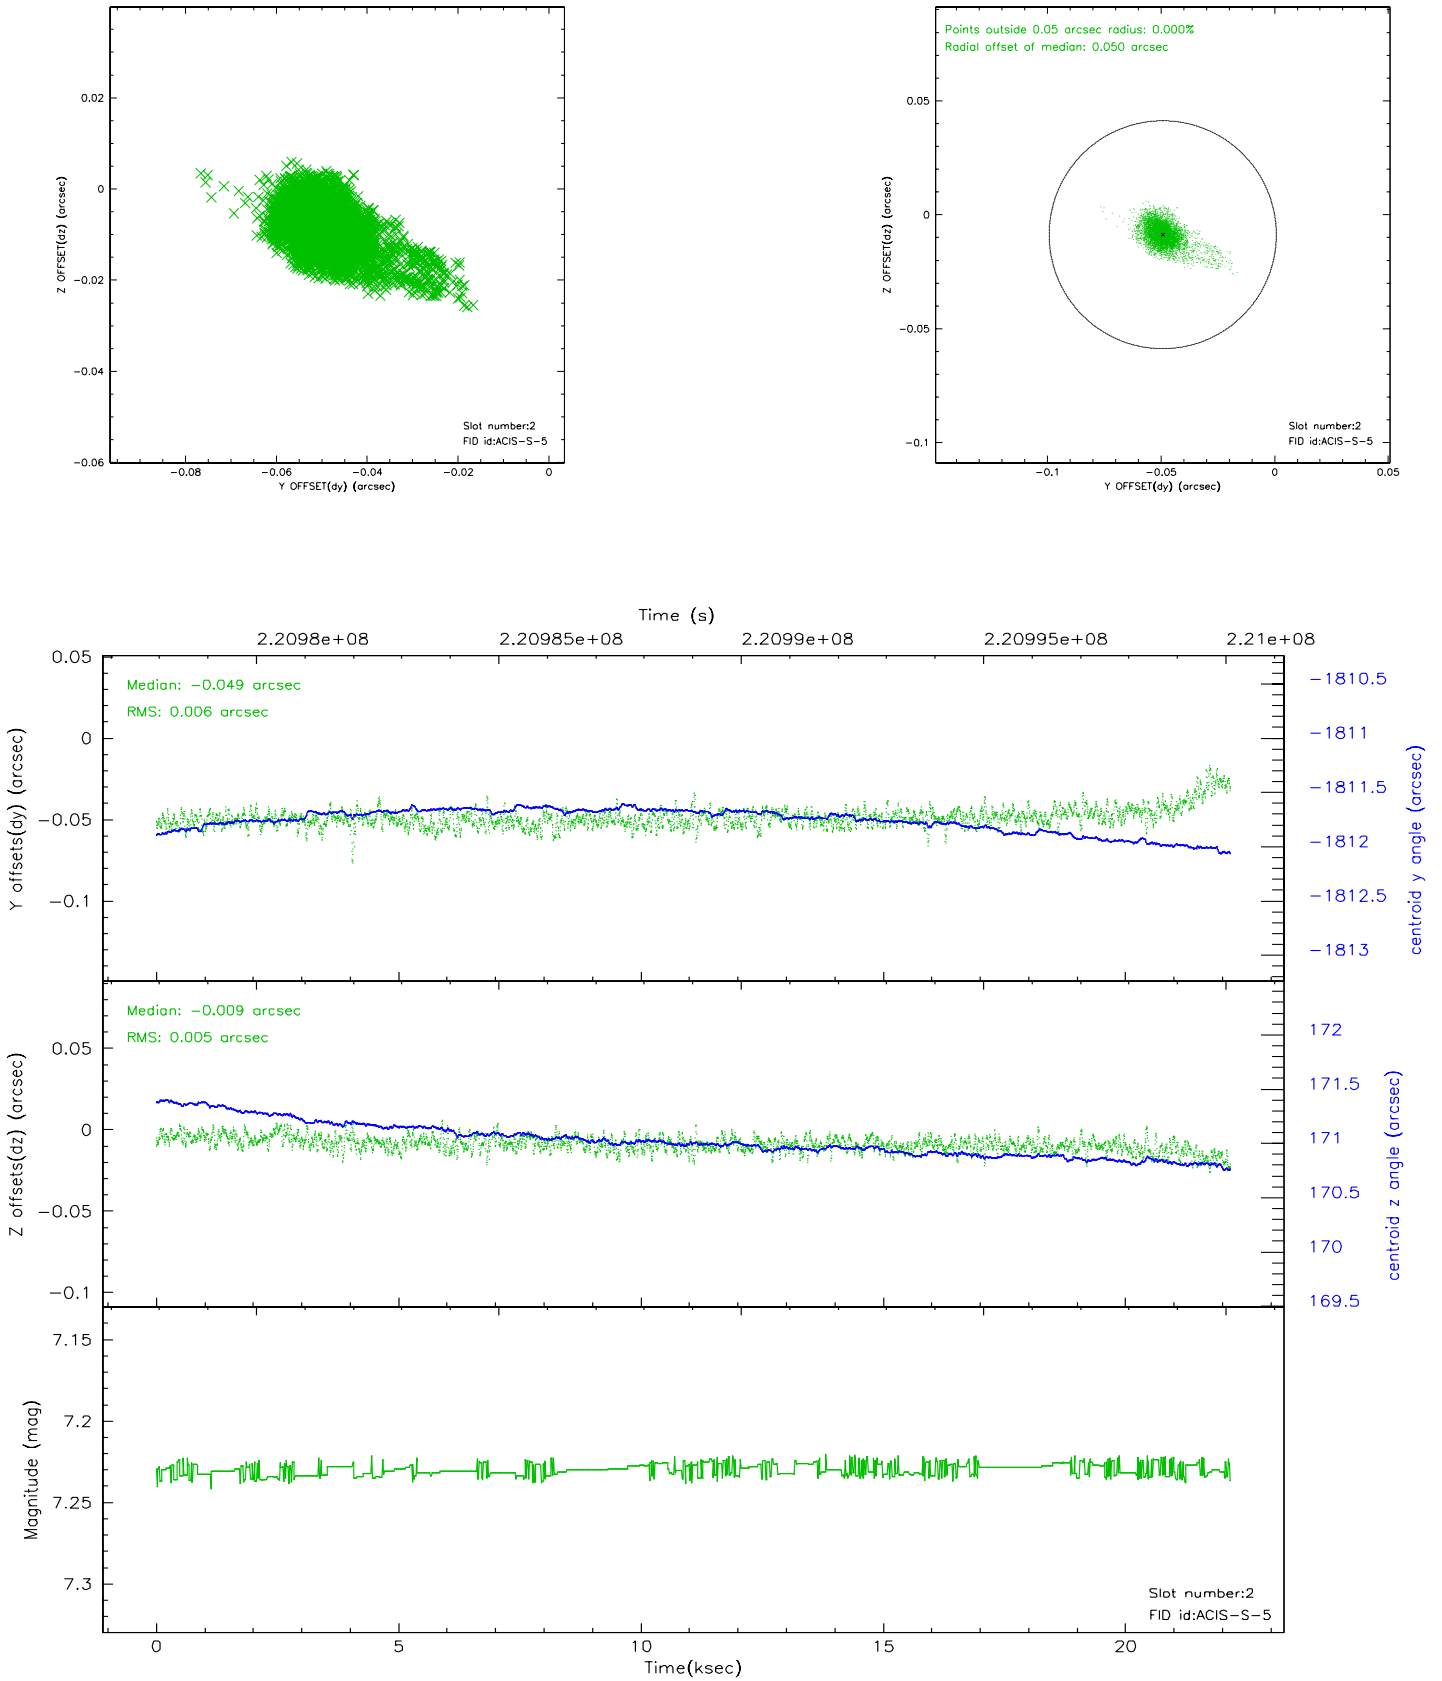 0.02
0
−0.02
−0.04
−0.06
Z OFFSET(dz) (arcsec)
Slot number:2
FID id:ACIS−S−5
−0.08
−0.06
−0.04
−0.02
0
Y OFFSET(dy) (arcsec)
Points outside 0.05 arcsec radius: 0.000%
Radial offset of median: 0.050 arcsec
0.05
0
−0.05
−0.1
Z OFFSET(dz) (arcsec)
Slot number:2
FID id:ACIS−S−5
−0.1
−0.05
0
0.05
Y OFFSET(dy) (arcsec)
Time (s)
2.2098e+08
2.20985e+08
2.2099e+08
2.20995e+08
2.21e+08
Median: −0.049 arcsec
RMS: 0.006 arcsec
0.05
0
−0.05
−0.1
Y offsets(dy) (arcsec)
−1810.5
−1811
−1811.5
−1812
−1812.5
−1813
centroid y angle (arcsec)
Median: −0.009 arcsec
RMS: 0.005 arcsec
0.05
0
−0.05
−0.1
Z offsets(dz) (arcsec)
172
171.5
171
170.5
170
169.5
centroid z angle (arcsec)
7.15
7.2
7.25
7.3
Magnitude (mag)
Slot number:2
FID id:ACIS−S−5
0
5
10
15
20
Time(ksec)